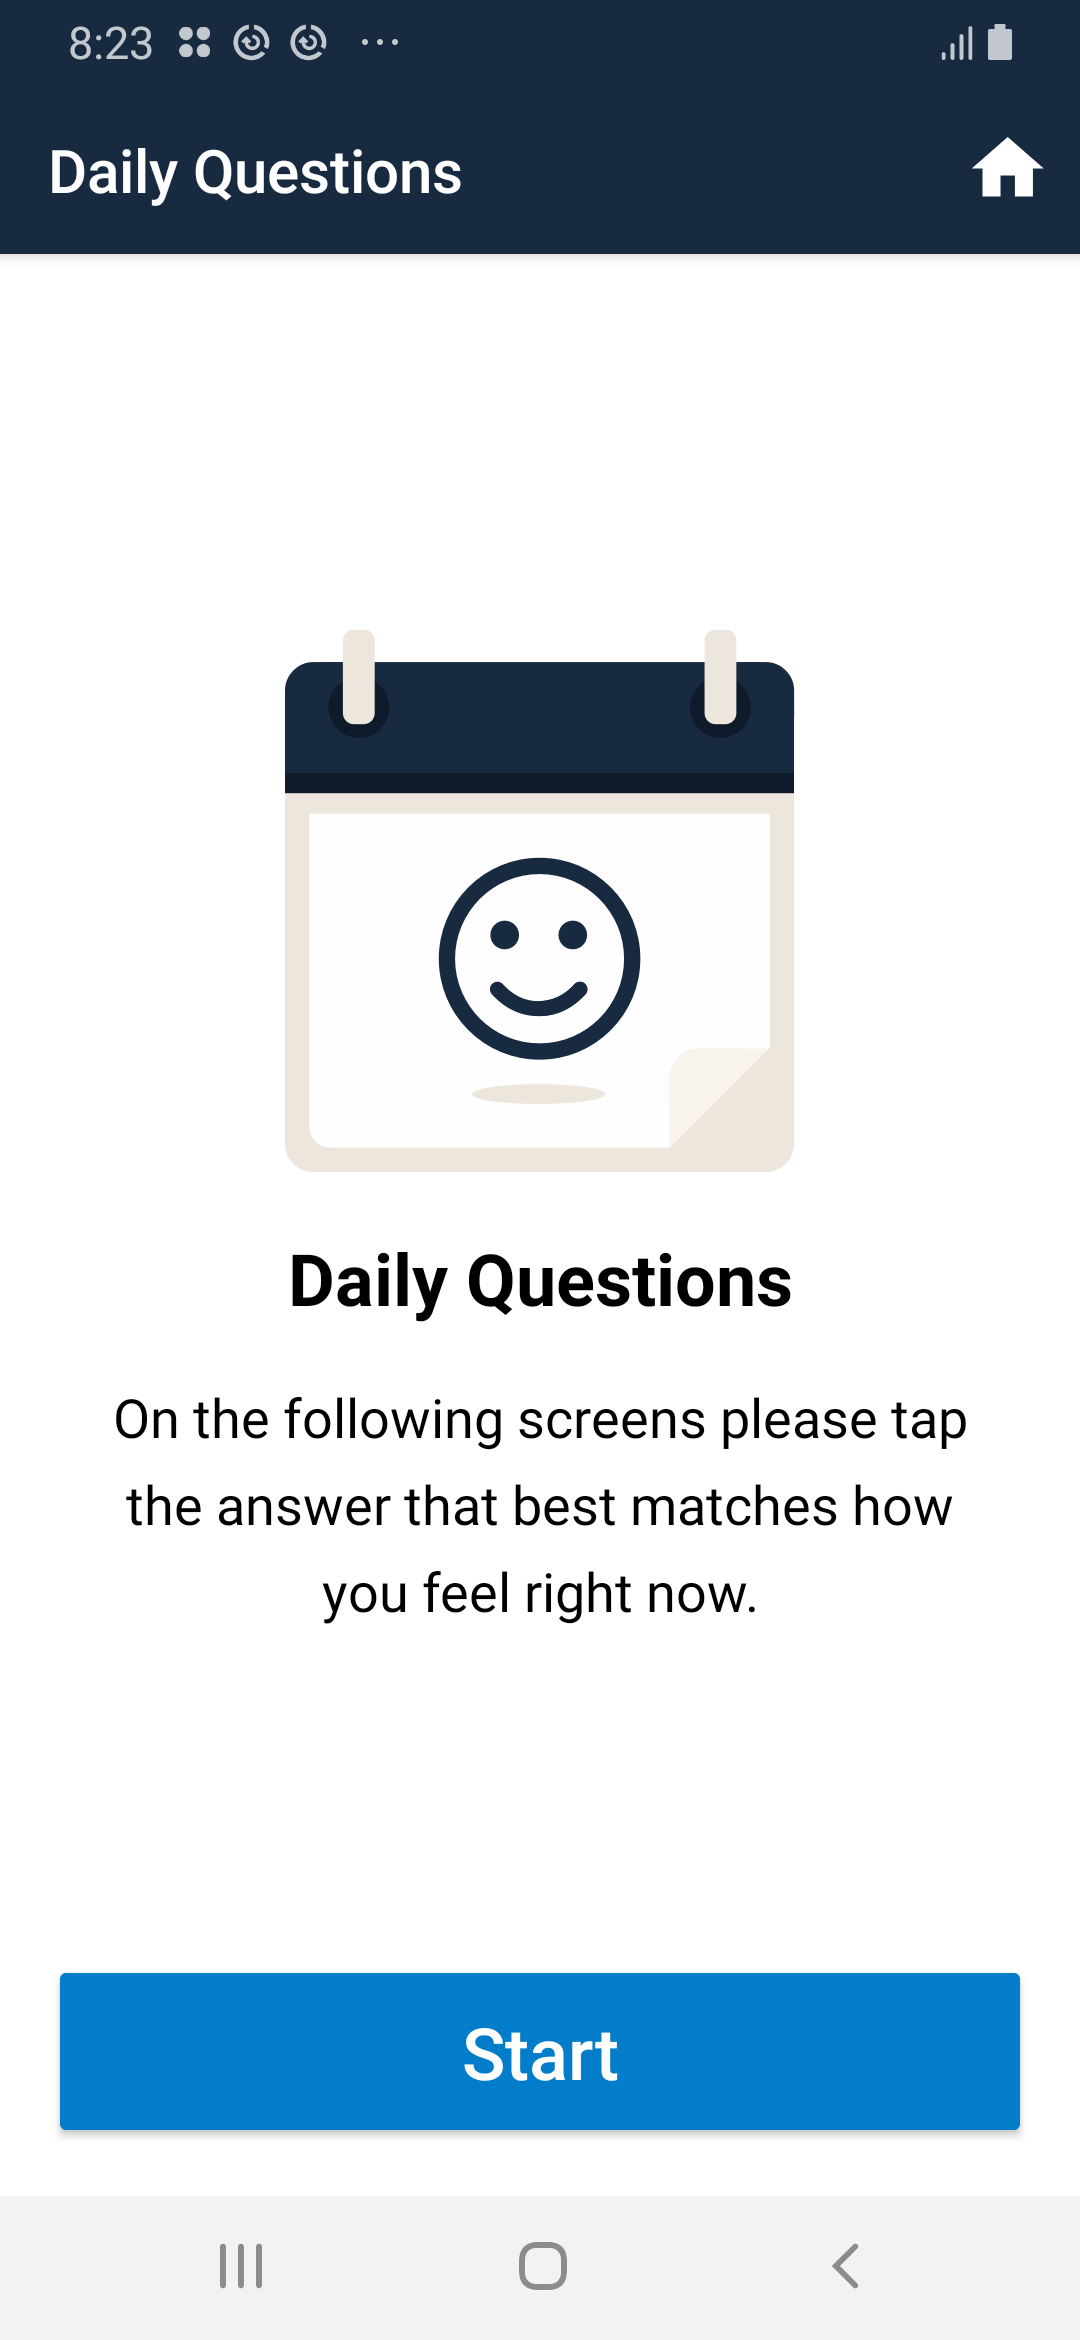 8:23
Daily Questions
Daily Questions
On the following screens please tap
the answer that best matches how
you feel right now.
Start